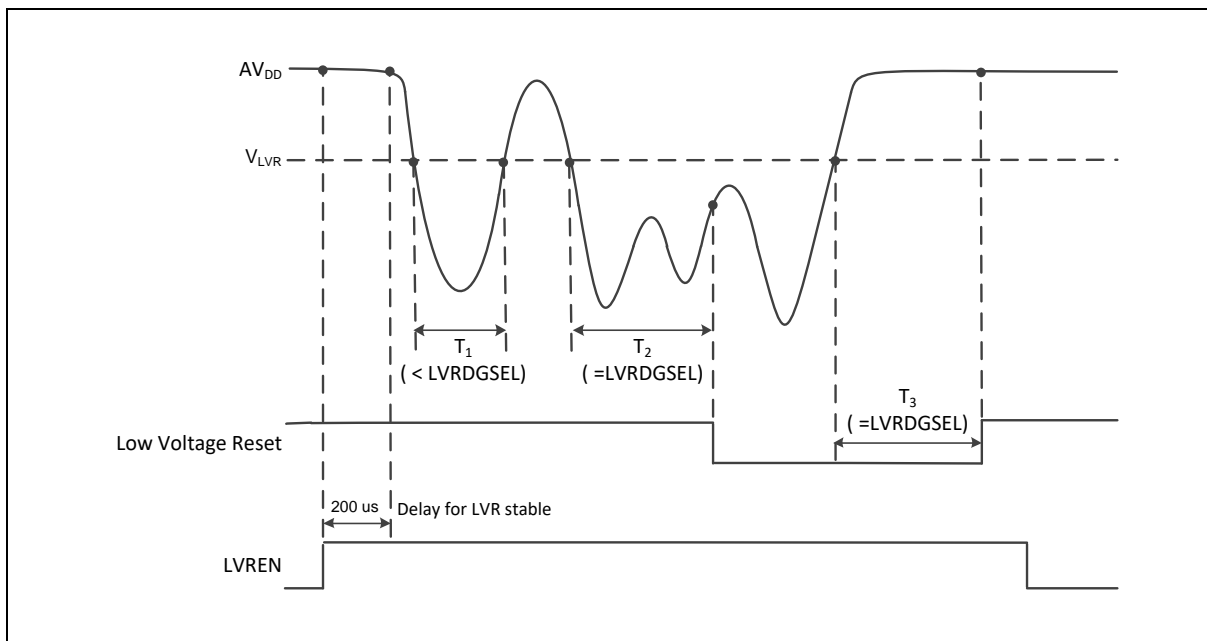 AVDD
VLVR
T1
( < LVRDGSEL)
T2
( =LVRDGSEL)
T3
( =LVRDGSEL)
Low Voltage Reset
200 us
Delay for LVR stable
LVREN